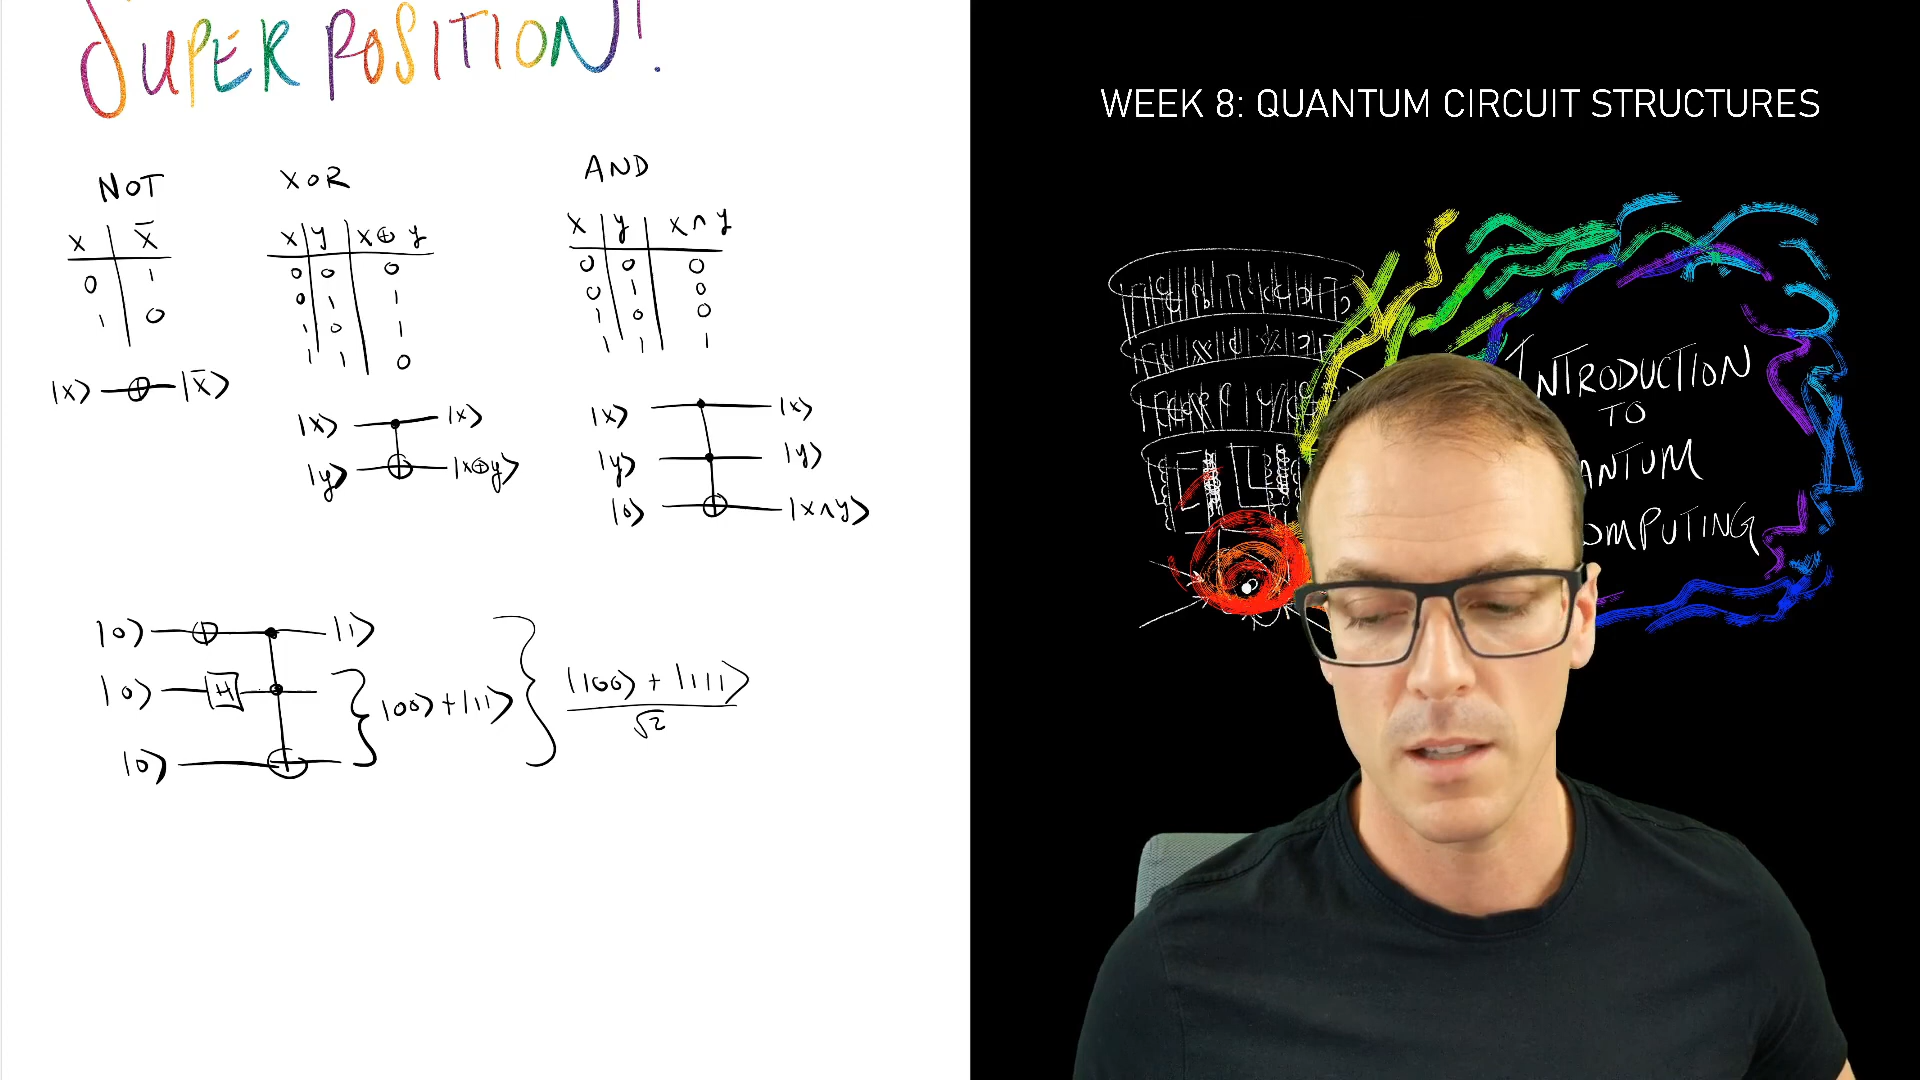 SUPERPOSITION!
NOT
x x̄
0 1
1 0
|x⟩ |x̄⟩
XOR
x y x⊕y
0 0 0
0 1 1
1 0 1
1 1 0
|x⟩ |x⟩
|y⟩ |x⊕y⟩
AND
x y x∧y
0 0 0
0 1 0
1 0 0
1 1 1
|x⟩ |x⟩
|y⟩ |y⟩
|0⟩ |x∧y⟩
|0⟩ |1⟩
|0⟩ H |00⟩+|11⟩
|0⟩
|100⟩ + |111⟩
√2
WEEK 8: QUANTUM CIRCUIT STRUCTURES
INTRODUCTION
TO
ANTUM
OMPUTING